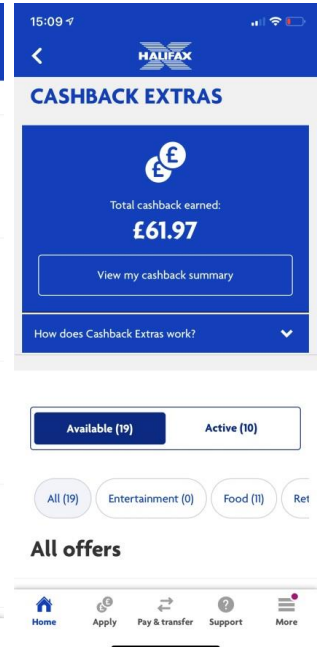 15:09
HALIFAX
CASHBACK EXTRAS
££
Total cashback earned:
£61.97
View my cashback summary
How does Cashback Extras work?
Available (19) Active (10)
All (19) Entertainment (0) Food (11) Ret
All offers
££
?
Home Apply Pay & transfer Support More